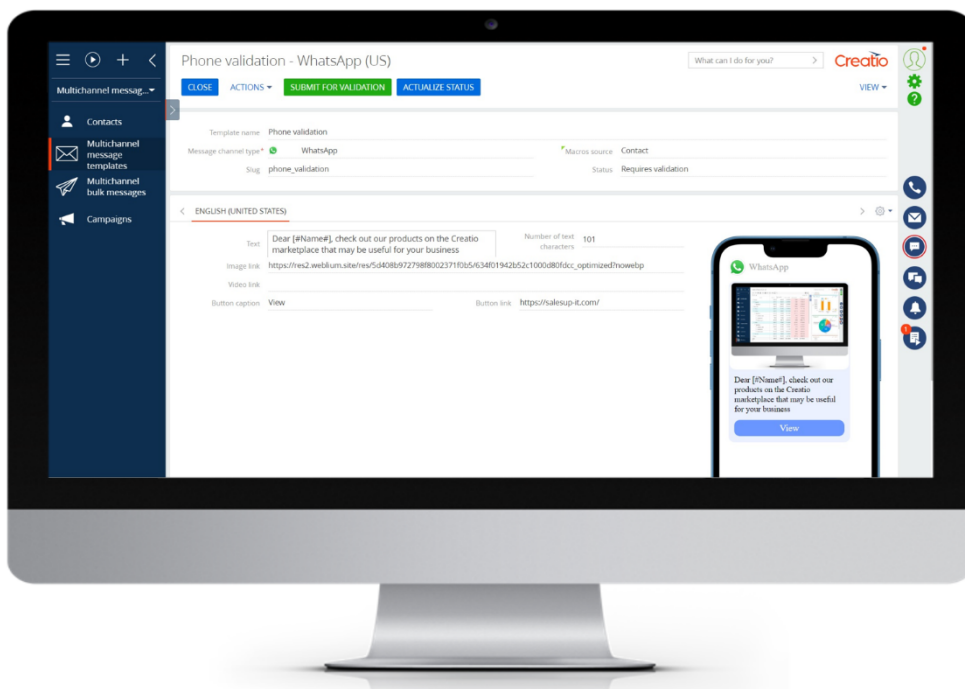 Phone validation - WhatsApp (US)
What can I do for you?
Creatio
Multichannel messag...
CLOSE
ACTIONS
SUBMIT FOR VALIDATION
ACTUALIZE STATUS
VIEW
Contacts
Multichannel
message
templates
Multichannel
bulk messages
Campaigns
Template name Phone validation
Message channel type* WhatsApp
Macros source Contact
Slug phone_validation
Status Requires validation
ENGLISH (UNITED STATES)
Text Dear [#Name#], check out our products on the Creatio
marketplace that may be useful for your business
Number of text
characters 101
Image link https://res2.weblium.site/res/5d408b972798f8002371f0b5/634f01942b52c1000d80fdcc_optimized?nowebp
Video link
Button caption View
Button link https://salesup-it.com/
WhatsApp
Dear [#Name#], check out our
products on the Creatio
marketplace that may be useful
for your business
View
1